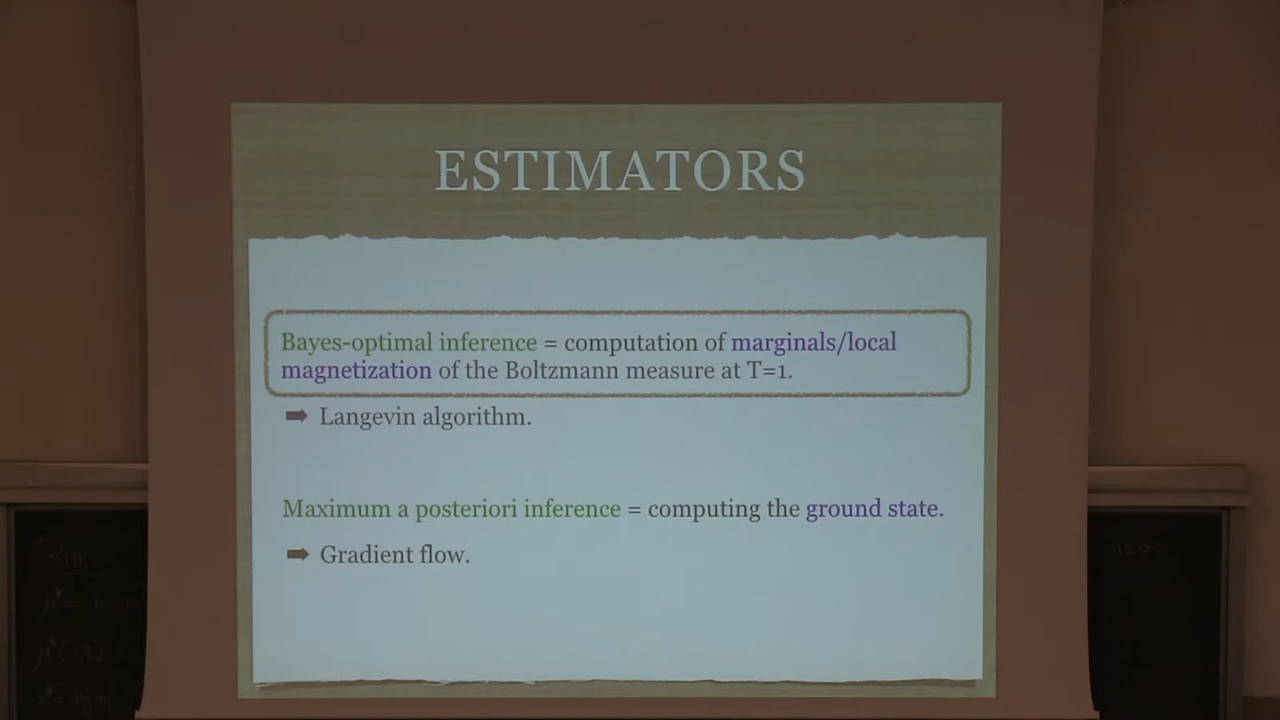 ESTIMATORS
Bayes-optimal inference = computation of marginals/local
magnetization of the Boltzmann measure at T=1.
➡ Langevin algorithm.
Maximum a posteriori inference = computing the ground state.
➡ Gradient flow.